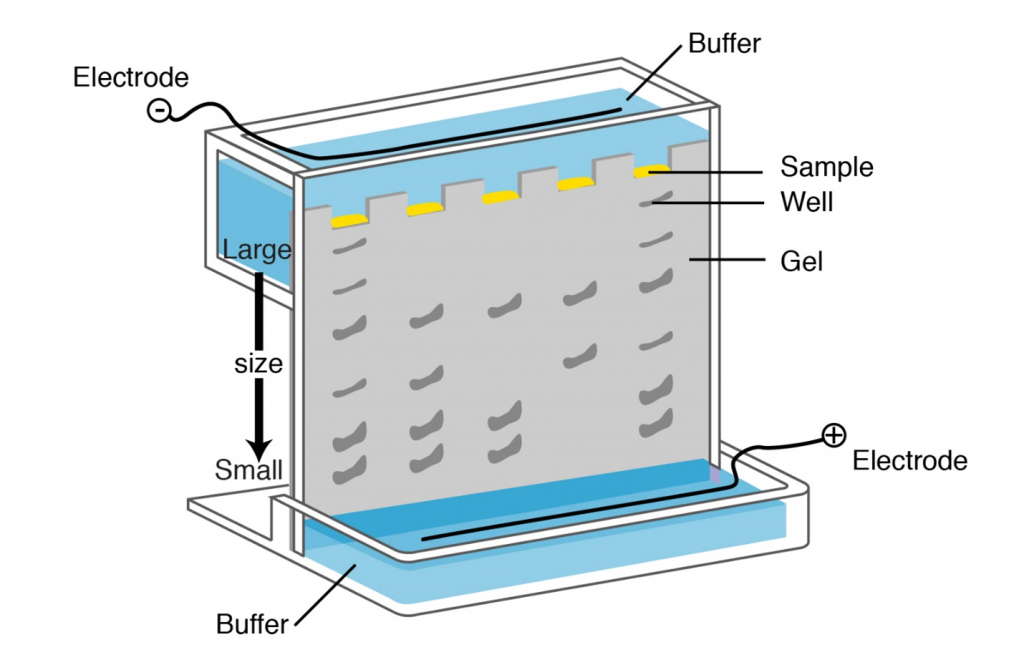 Buffer
Electrode
−
Sample
Well
Large
Gel
size
+
Electrode
Small
Buffer